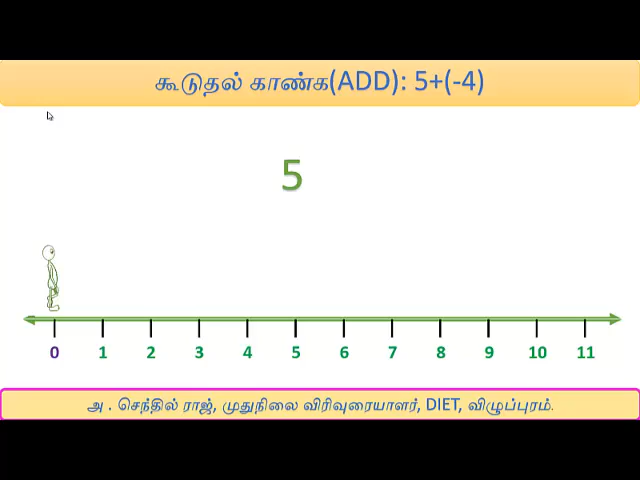 கூடுதல் காண்க(ADD): 5+(-4)
5
0 1 2 3 4 5 6 7 8 9 10 11
அ . செந்தில் ராஜ், முதுநிலை விரிவுரையாளர், DIET, விழுப்புரம்.